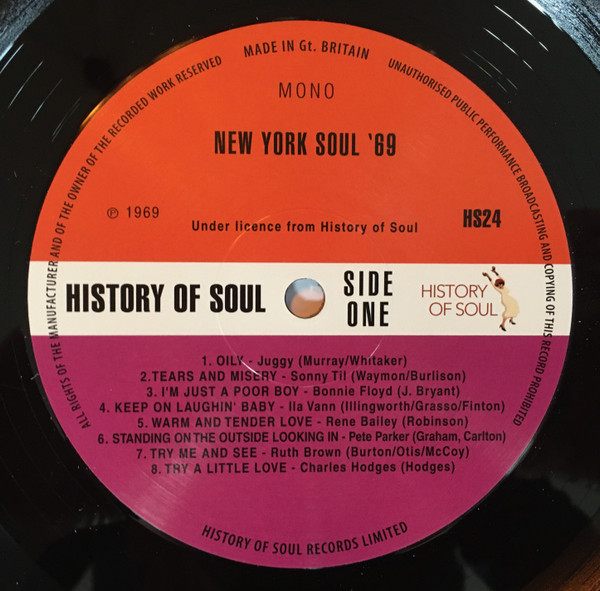 MADE IN Gt. BRITAIN
UNAUTHORISED PUBLIC PERFORMANCE BROADCASTING AND COPYING OF THIS RECORD PROHIBITED
ALL RIGHTS OF THE MANUFACTURER AND OF THE OWNER OF THE RECORDED WORK RESERVED
MONO
NEW YORK SOUL '69
℗ 1969
Under licence from History of Soul
HS24
HISTORY OF SOUL
SIDE
ONE
HISTORY
OF SOUL
1. OILY - Juggy (Murray/Whitaker)
2.TEARS AND MISERY - Sonny Til (Waymon/Burlison)
3. I'M JUST A POOR BOY - Bonnie Floyd (J. Bryant)
4. KEEP ON LAUGHIN' BABY - Ila Vann (Illingworth/Grasso/Finton)
5. WARM AND TENDER LOVE - Rene Bailey (Robinson)
6. STANDING ON THE OUTSIDE LOOKING IN - Pete Parker (Graham, Carlton)
7. TRY ME AND SEE - Ruth Brown (Burton/Otis/McCoy)
8. TRY A LITTLE LOVE - Charles Hodges (Hodges)
HISTORY OF SOUL RECORDS LIMITED